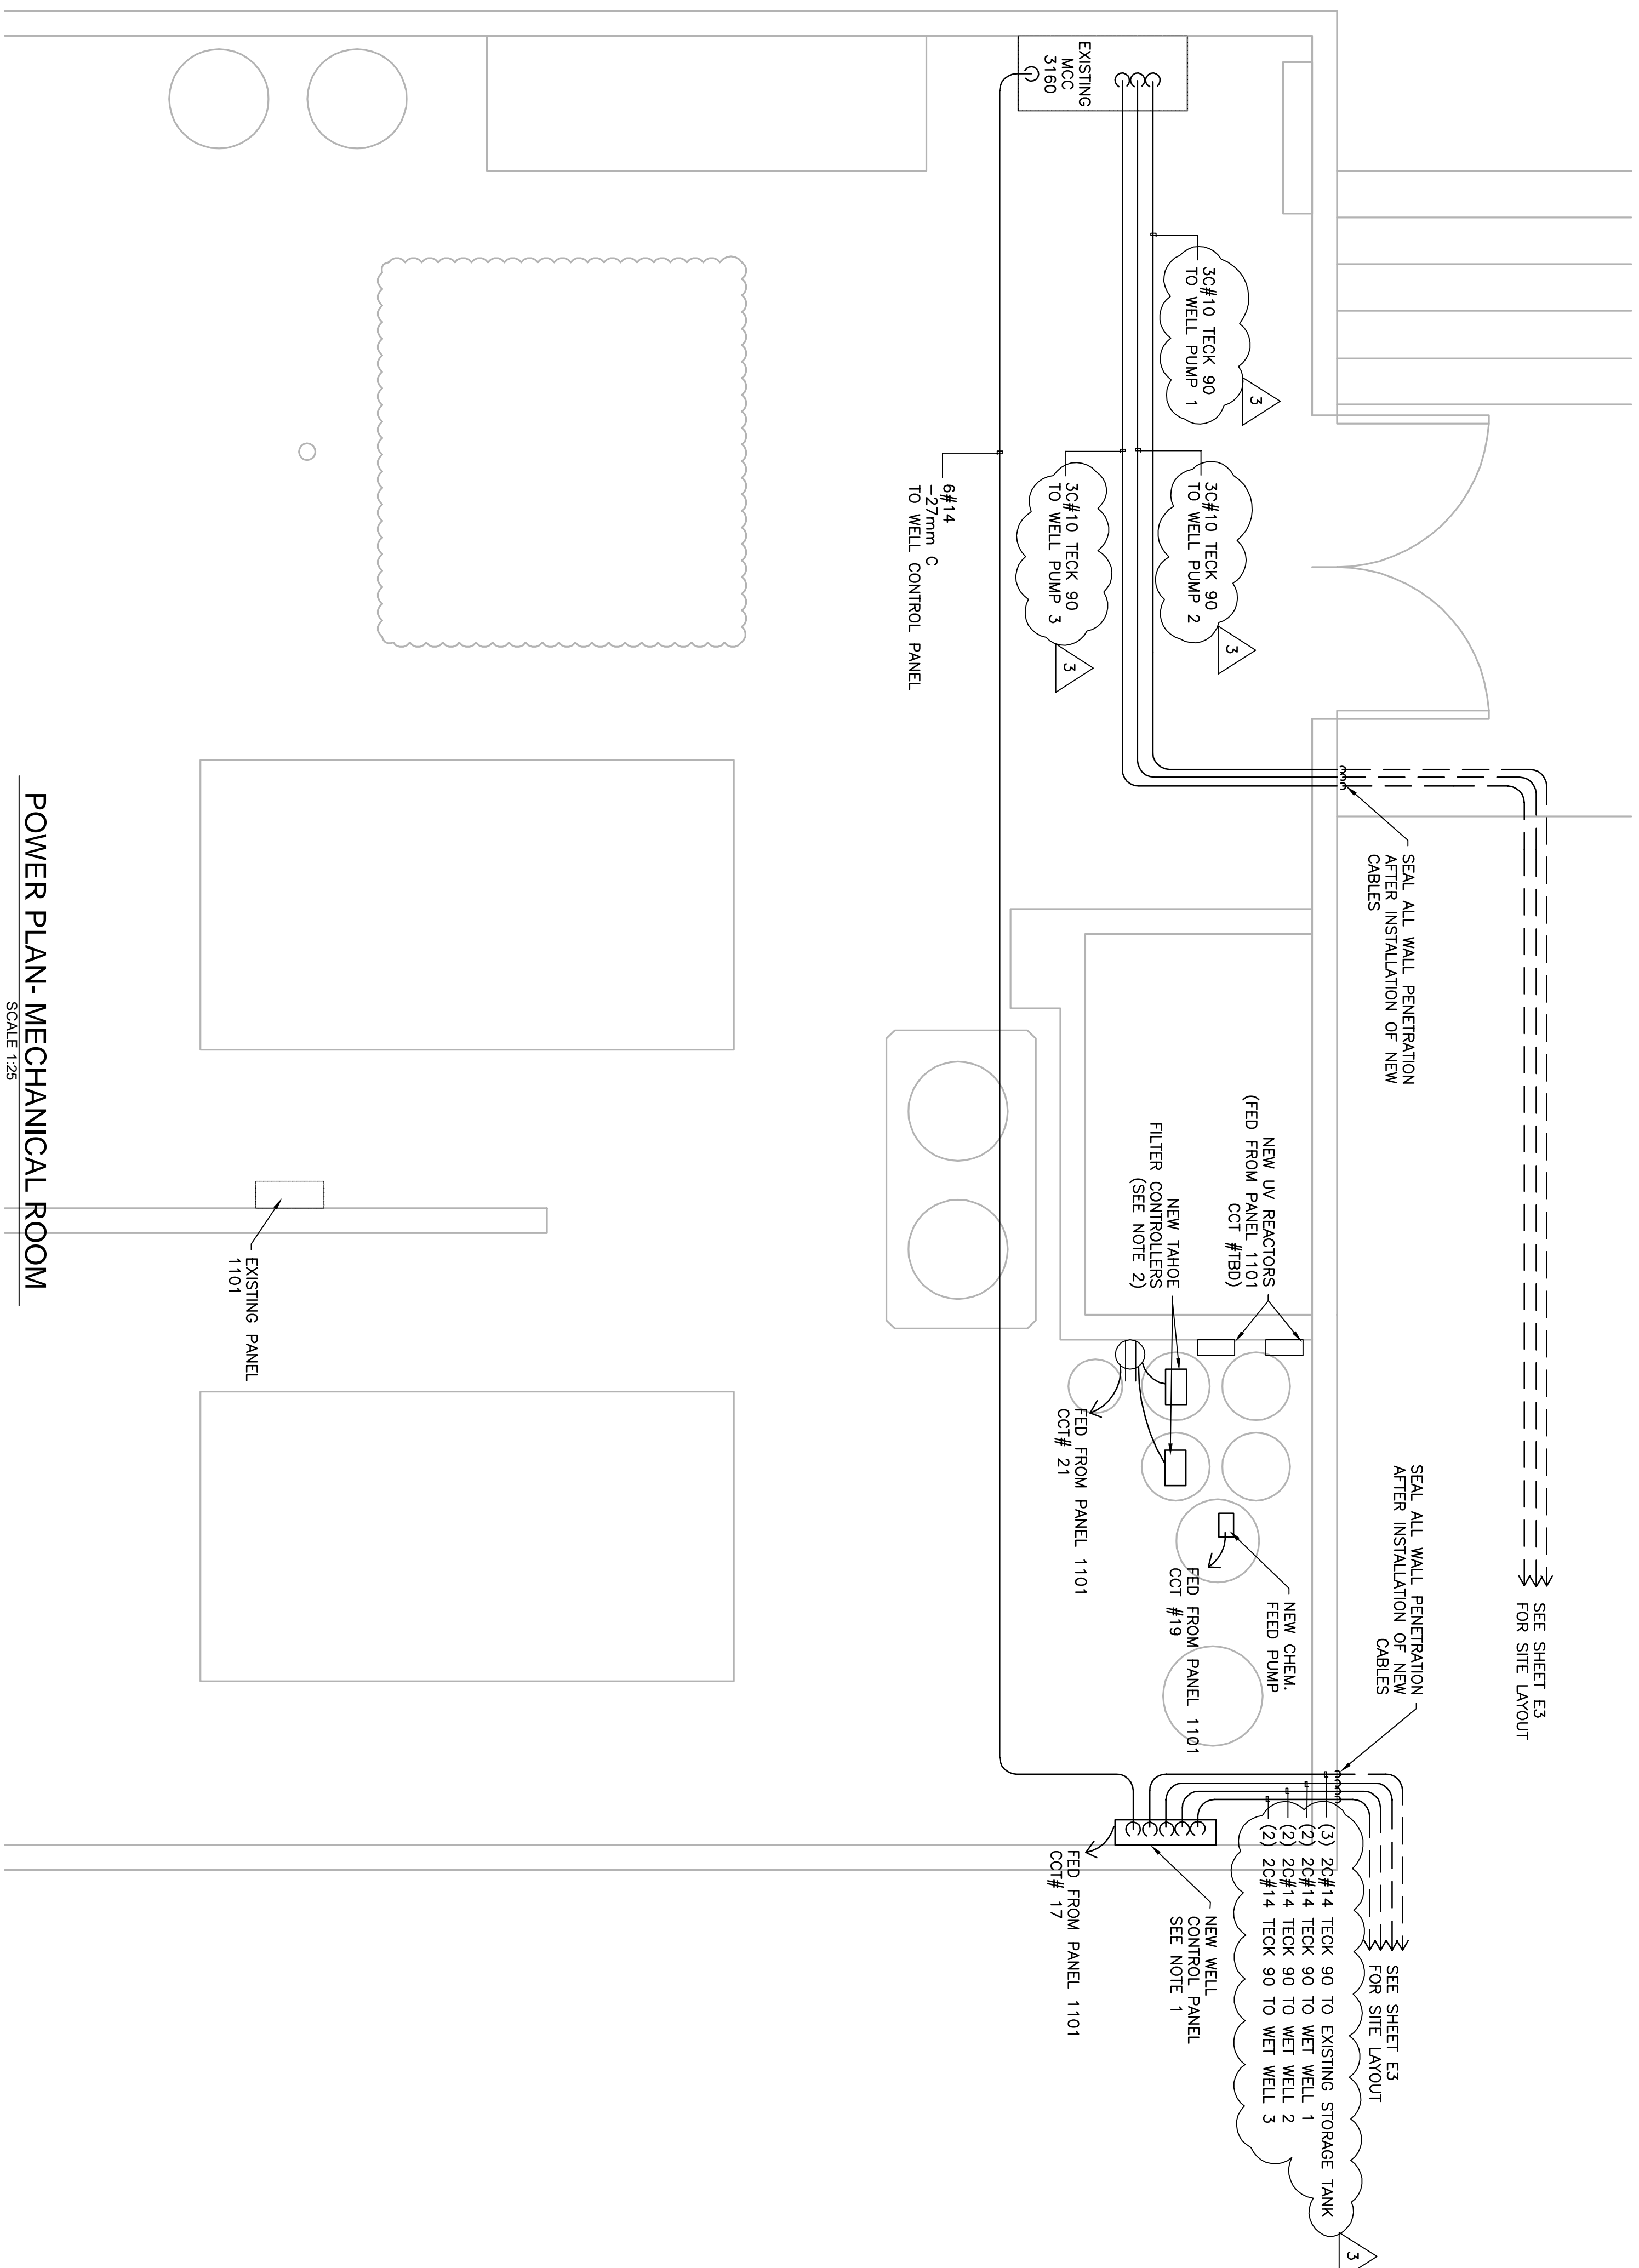 EXISTING
MCC
3160
3C#10 TECK 90
TO WELL PUMP 1
3
3C#10 TECK 90
TO WELL PUMP 2
3
3C#10 TECK 90
TO WELL PUMP 3
3
6#14
-27mm C
TO WELL CONTROL PANEL
SEAL ALL WALL PENETRATION
AFTER INSTALLATION OF NEW
CABLES
SEE SHEET E3
FOR SITE LAYOUT
NEW UV REACTORS
(FED FROM PANEL 1101
CCT #TBD)
NEW TAHOE
FILTER CONTROLLERS
(SEE NOTE 2)
FED FROM PANEL 1101
CCT# 21
NEW CHEM.
FEED PUMP
FED FROM PANEL 1101
CCT #19
SEAL ALL WALL PENETRATION
AFTER INSTALLATION OF NEW
CABLES
SEE SHEET E3
FOR SITE LAYOUT
(3) 2C#14 TECK 90 TO EXISTING STORAGE TANK
(2) 2C#14 TECK 90 TO WET WELL 1
(2) 2C#14 TECK 90 TO WET WELL 2
(2) 2C#14 TECK 90 TO WET WELL 3
3
NEW WELL
CONTROL PANEL
SEE NOTE 1
FED FROM PANEL 1101
CCT# 17
EXISTING PANEL
1101
POWER PLAN- MECHANICAL ROOM
SCALE 1:25